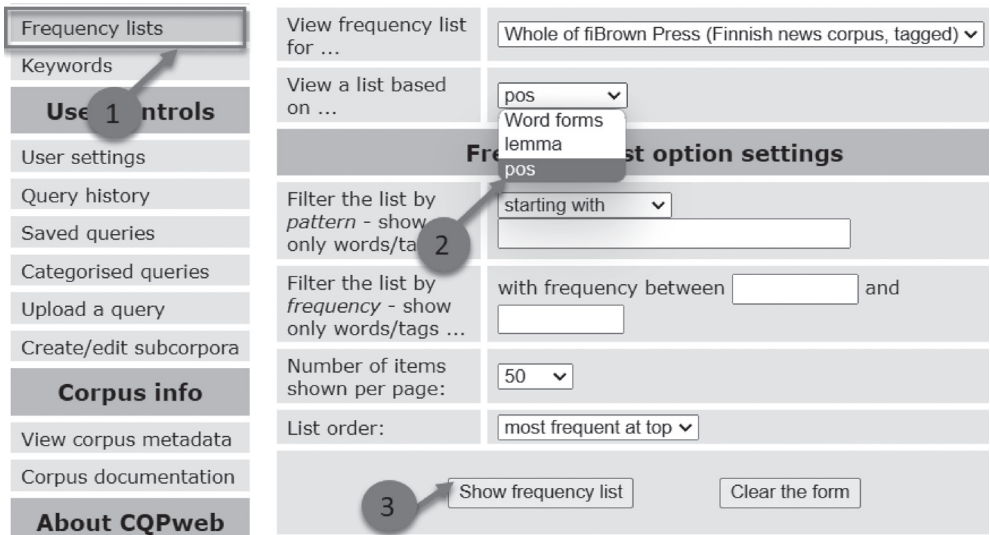 Frequency lists
Keywords
Use ntrols
User settings
Query history
Saved queries
Categorised queries
Upload a query
Create/edit subcorpora
Corpus info
View corpus metadata
Corpus documentation
About CQPweb
1
View frequency list
for ...
Whole of fiBrown Press (Finnish news corpus, tagged)
View a list based
on ...
pos
Word forms
lemma
pos
Fre st option settings
Filter the list by
pattern - show
only words/ta
starting with
2
Filter the list by
frequency - show
only words/tags ...
with frequency between and
Number of items
shown per page:
50
List order:
most frequent at top
3
Show frequency list
Clear the form